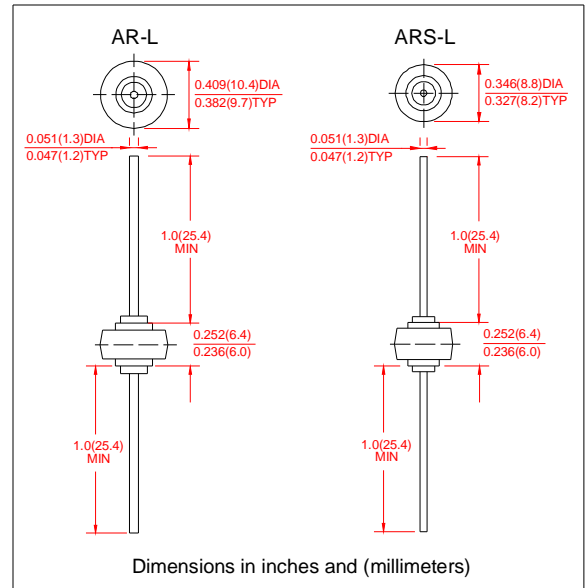 AR-L
0.409(10.4)DIA
0.382(9.7)TYP
0.051(1.3)DIA
0.047(1.2)TYP
1.0(25.4)
MIN
0.252(6.4)
0.236(6.0)
1.0(25.4)
MIN
ARS-L
0.346(8.8)DIA
0.327(8.2)TYP
0.051(1.3)DIA
0.047(1.2)TYP
1.0(25.4)
MIN
0.252(6.4)
0.236(6.0)
1.0(25.4)
MIN
Dimensions in inches and (millimeters)